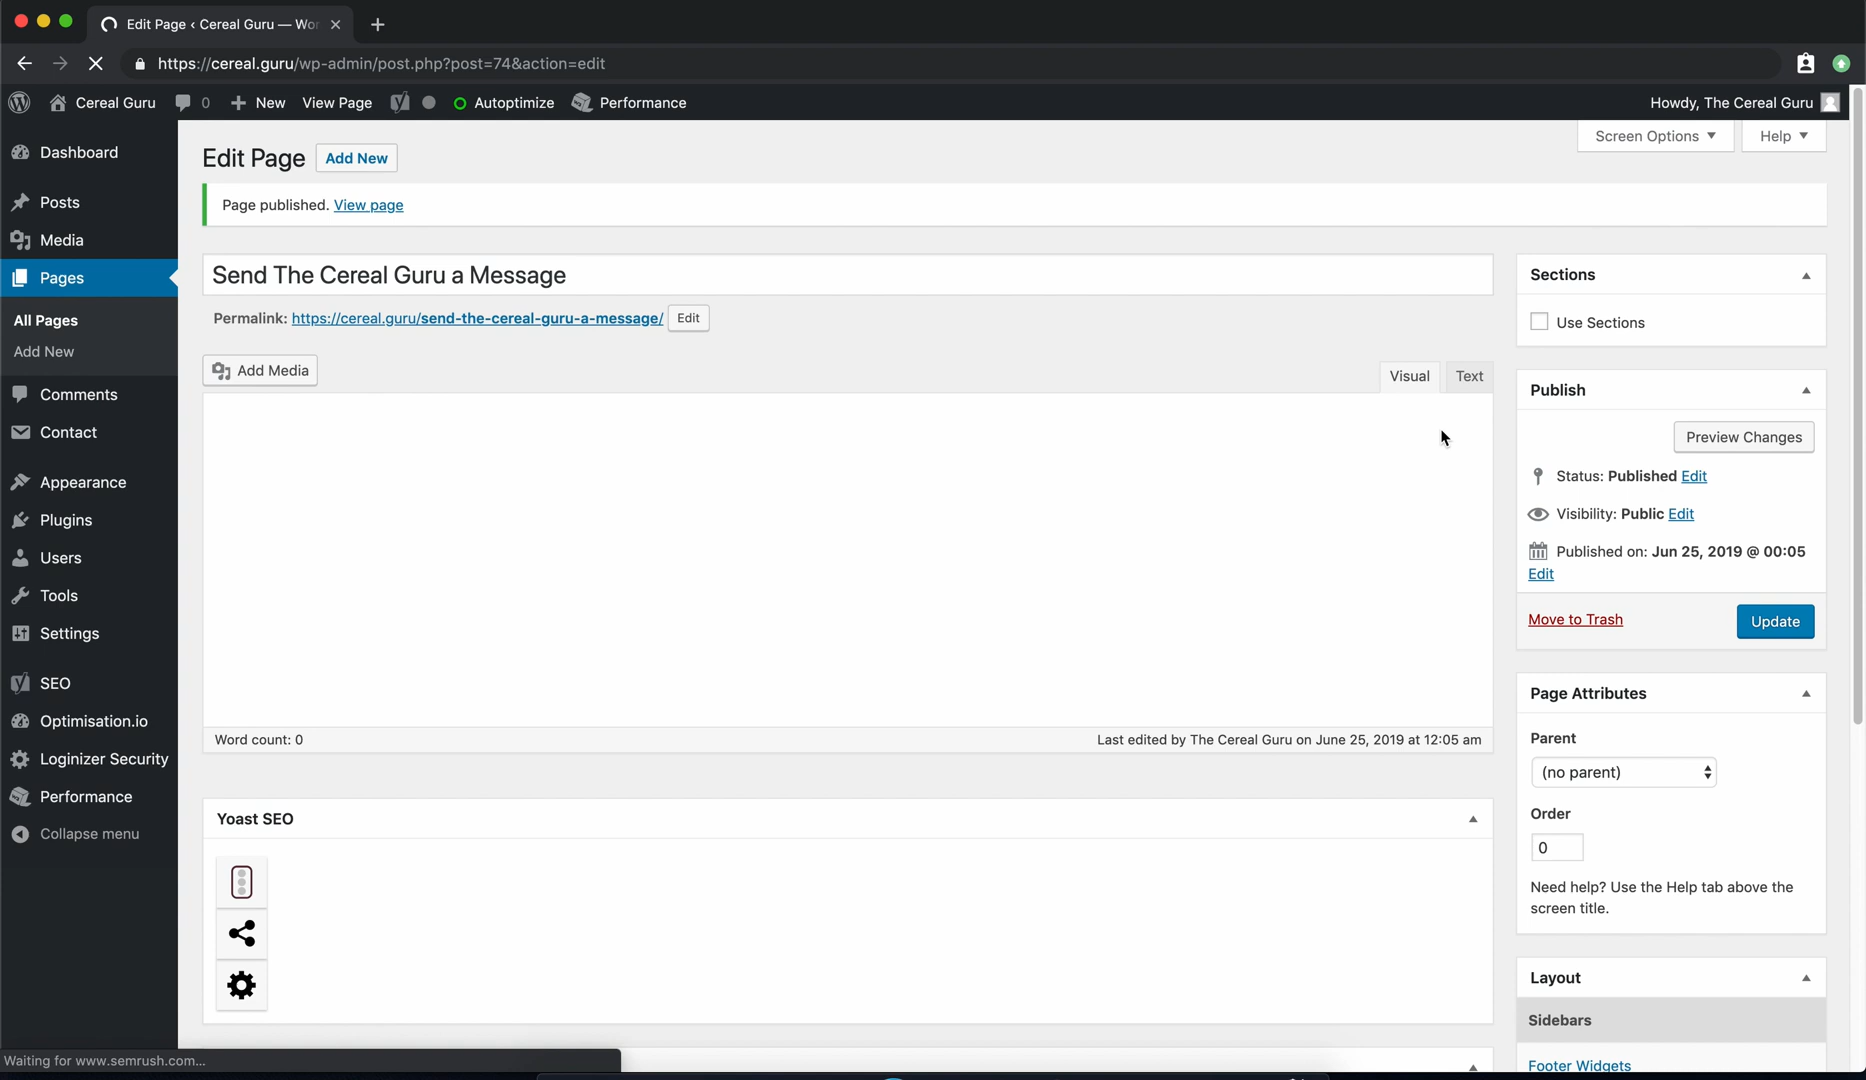 Edit Page ‹ Cereal Guru — Wor
https://cereal.guru/wp-admin/post.php?post=74&action=edit
Cereal Guru 0 New View Page Autoptimize Performance Howdy, The Cereal Guru
Screen Options Help
Dashboard
Posts
Media
Pages
All Pages
Add New
Comments
Contact
Appearance
Plugins
Users
Tools
Settings
SEO
Optimisation.io
Loginizer Security
Performance
Collapse menu
Edit Page Add New
Page published. View page
Send The Cereal Guru a Message
Permalink: https://cereal.guru/send-the-cereal-guru-a-message/ Edit
Add Media
Visual Text
Word count: 0 Last edited by The Cereal Guru on June 25, 2019 at 12:05 am
Yoast SEO
Sections
Use Sections
Publish
Preview Changes
Status: Published Edit
Visibility: Public Edit
Published on: Jun 25, 2019 @ 00:05
Edit
Move to Trash Update
Page Attributes
Parent
(no parent)
Order
0
Need help? Use the Help tab above the
screen title.
Layout
Sidebars
Footer Widgets
Waiting for www.semrush.com...